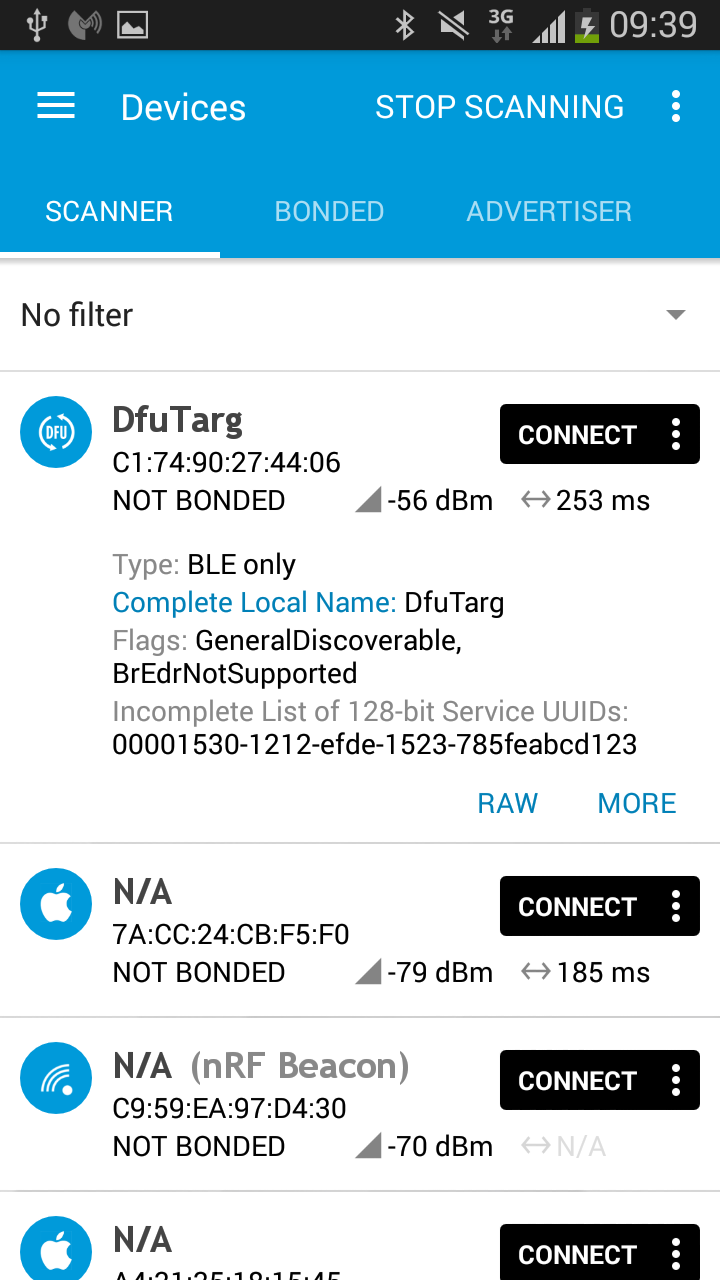 3G 09:39
Devices STOP SCANNING
SCANNER BONDED ADVERTISER
No filter
DFU DfuTarg CONNECT
C1:74:90:27:44:06
NOT BONDED -56 dBm 253 ms
Type: BLE only
Complete Local Name: DfuTarg
Flags: GeneralDiscoverable,
BrEdrNotSupported
Incomplete List of 128-bit Service UUIDs:
00001530-1212-efde-1523-785feabcd123
RAW MORE
N/A CONNECT
7A:CC:24:CB:F5:F0
NOT BONDED -79 dBm 185 ms
N/A (nRF Beacon) CONNECT
C9:59:EA:97:D4:30
NOT BONDED -70 dBm N/A
N/A CONNECT